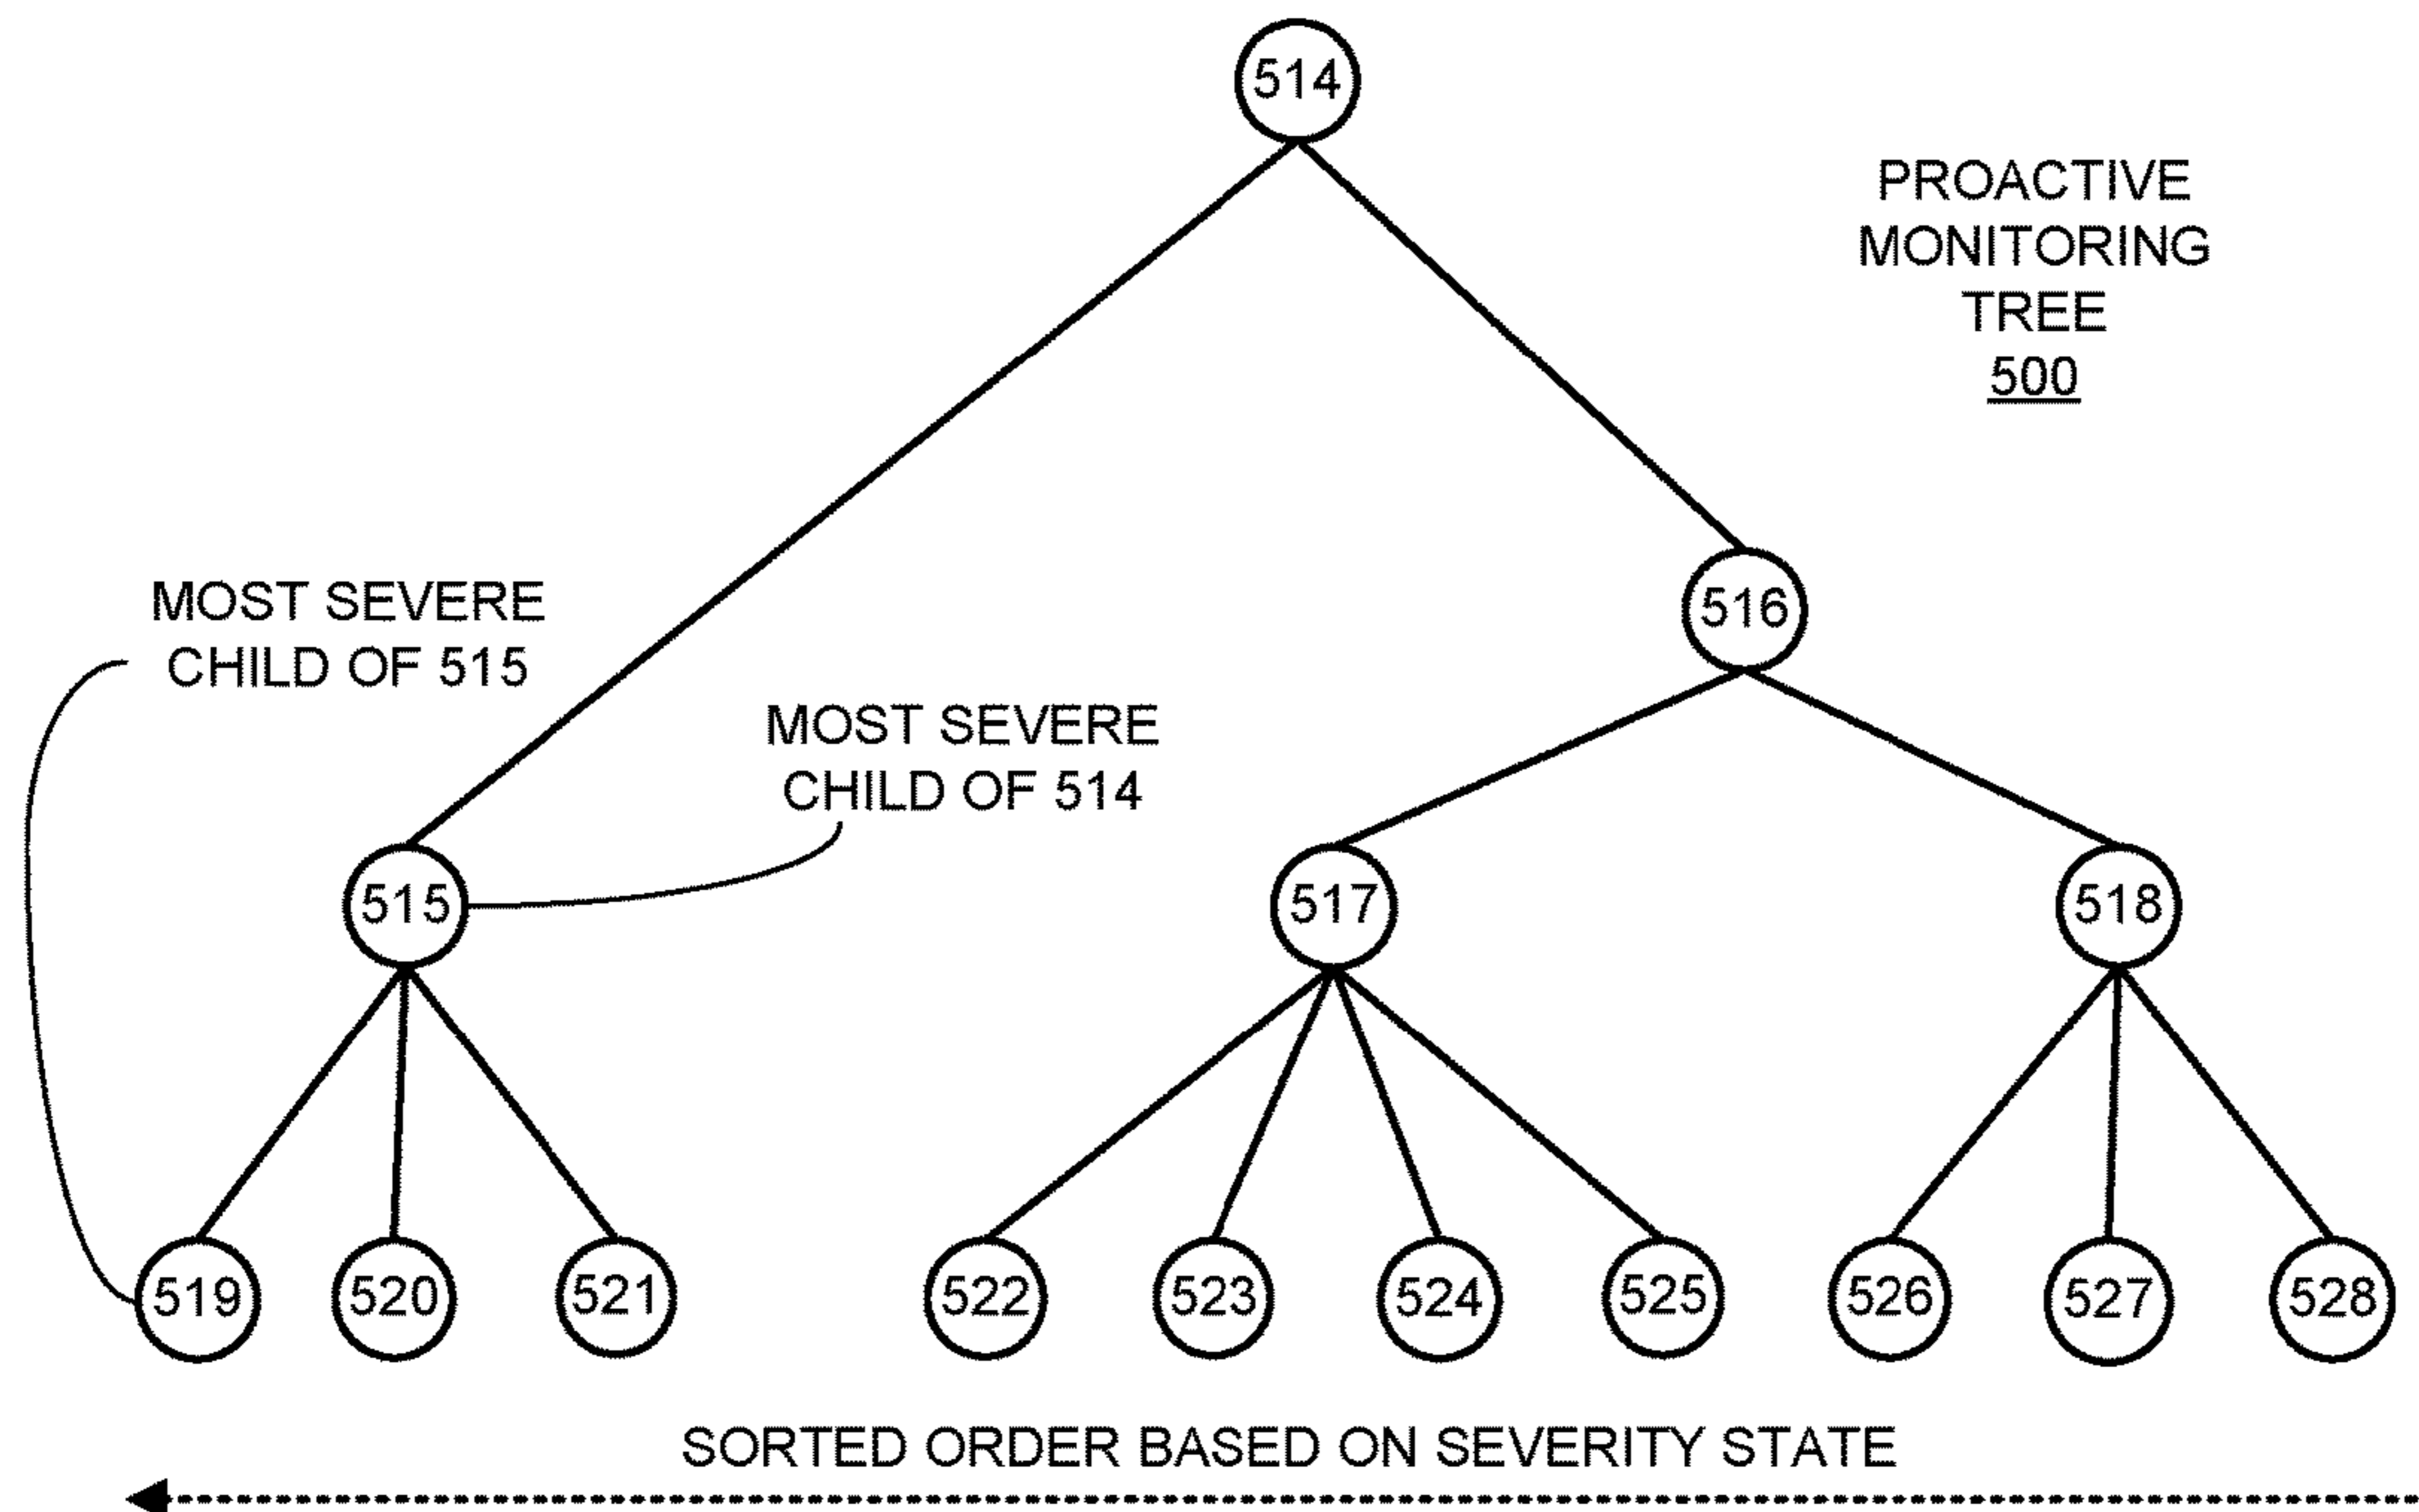 514
PROACTIVE
MONITORING
TREE
500
MOST SEVERE
CHILD OF 515
516
MOST SEVERE
CHILD OF 514
515
517
518
519
520
521
522
523
524
525
526
527
528
SORTED ORDER BASED ON SEVERITY STATE